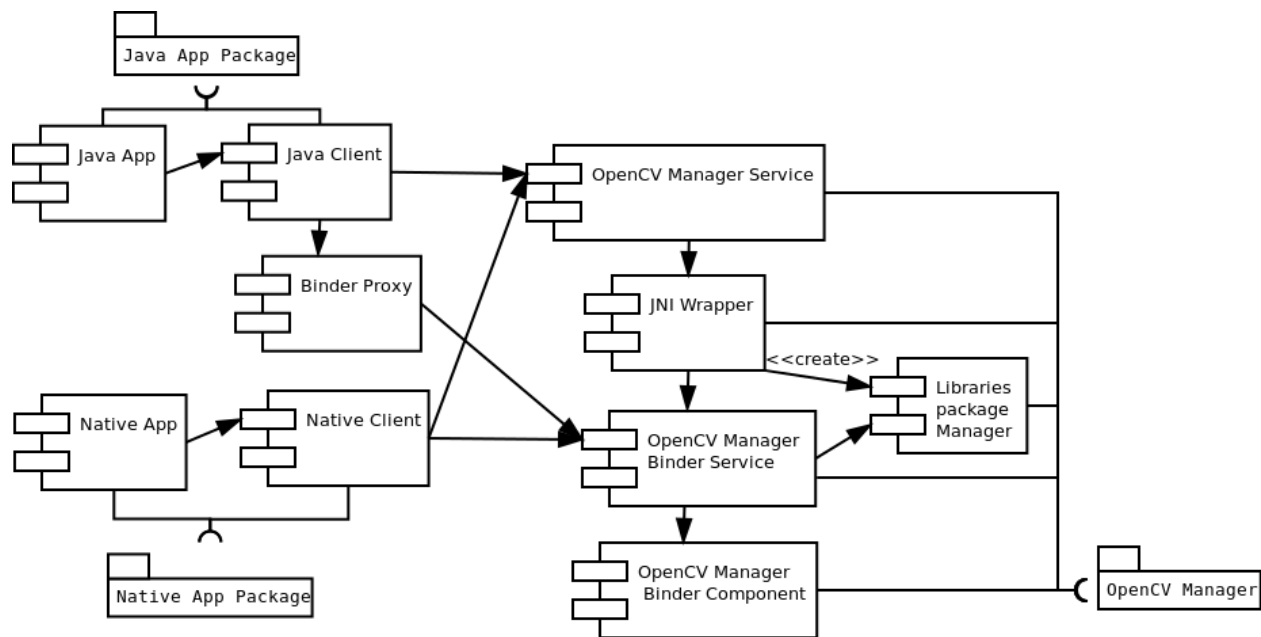 Java App Package
Java App
Java Client
OpenCV Manager Service
Binder Proxy
JNI Wrapper
<<create>>
Libraries
package
Manager
Native App
Native Client
OpenCV Manager
Binder Service
OpenCV Manager
Binder Component
Native App Package
OpenCV Manager